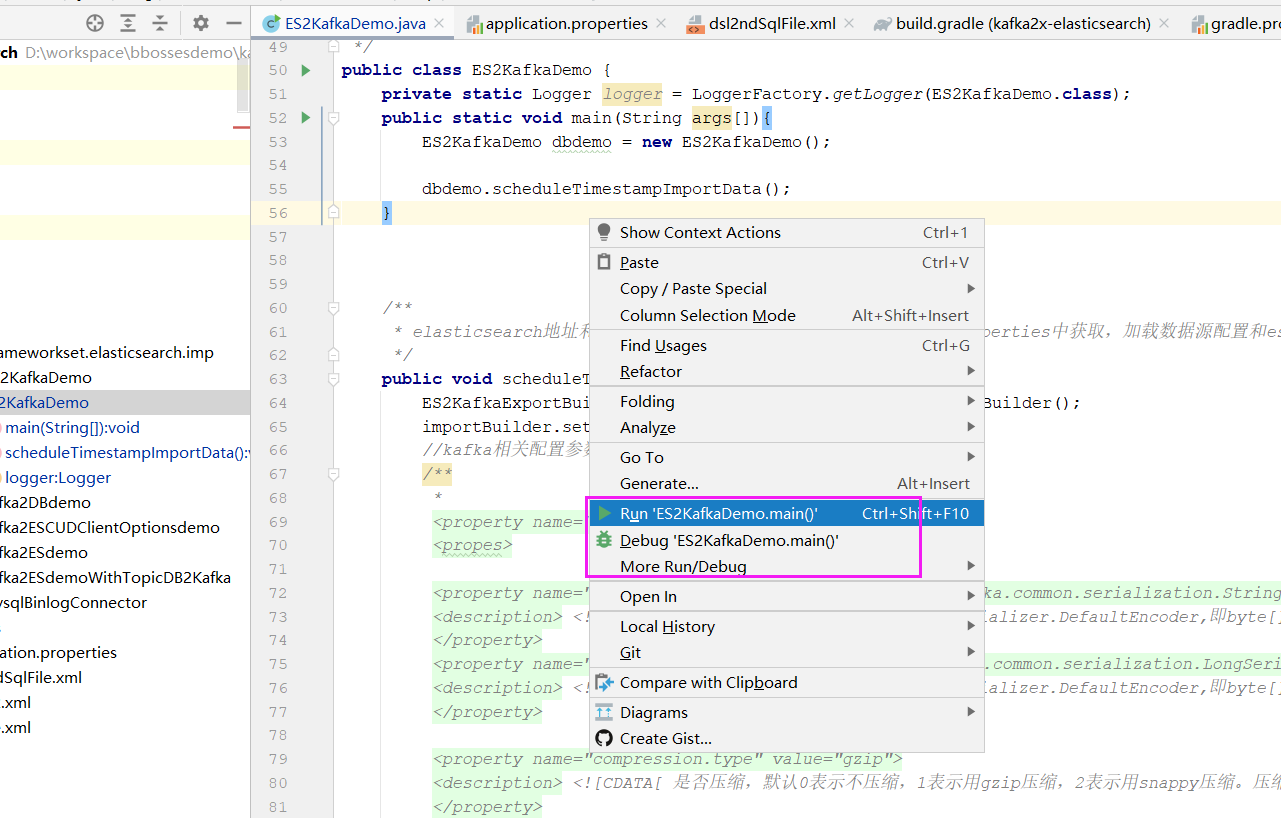 ES2KafkaDemo.java
application.properties
dsl2ndSqlFile.xml
build.gradle (kafka2x-elasticsearch)
gradle.pro
rch D:\workspace\bbossesdemo\ka
ameworkset.elasticsearch.imp
2KafkaDemo
2KafkaDemo
main(String[]):void
scheduleTimestampImportData():v
logger:Logger
fka2DBdemo
fka2ESCUDClientOptionsdemo
fka2ESdemo
fka2ESdemoWithTopicDB2Kafka
ysqlBinlogConnector
ation.properties
dSqlFile.xml
.xml
.xml
49 */
50 public class ES2KafkaDemo {
51 private static Logger logger = LoggerFactory.getLogger(ES2KafkaDemo.class);
52 public static void main(String args[]){
53 ES2KafkaDemo dbdemo = new ES2KafkaDemo();
54
55 dbdemo.scheduleTimestampImportData();
56 }
57
58
59
60 /**
61 * elasticsearch地址和 perties中获取，加载数据源配置和es
62 */
63 public void scheduleT
64 ES2KafkaExportBui Builder();
65 importBuilder.set
66 //kafka相关配置参数
67 /**
68 *
69 <property name=
70 <propes>
71
72 <property name=" ka.common.serialization.String
73 <description> <! ializer.DefaultEncoder,即byte[]
74 </property>
75 <property name=" .common.serialization.LongSeri
76 <description> <! ializer.DefaultEncoder,即byte[]
77 </property>
78
79 <property name="compression.type" value="gzip">
80 <description> <![CDATA[ 是否压缩，默认0表示不压缩，1表示用gzip压缩，2表示用snappy压缩。压缩
81 </property>
Show Context Actions Ctrl+1
Paste Ctrl+V
Copy / Paste Special
Column Selection Mode Alt+Shift+Insert
Find Usages Ctrl+G
Refactor
Folding
Analyze
Go To
Generate... Alt+Insert
Run 'ES2KafkaDemo.main()' Ctrl+Shift+F10
Debug 'ES2KafkaDemo.main()'
More Run/Debug
Open In
Local History
Git
Compare with Clipboard
Diagrams
Create Gist...